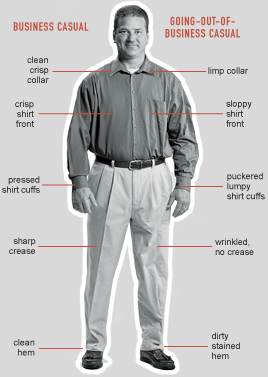 BUSINESS CASUAL
GOING-OUT-OF-
BUSINESS CASUAL
clean
crisp
collar
limp collar
crisp
shirt
front
sloppy
shirt
front
pressed
shirt cuffs
puckered
lumpy
shirt cuffs
sharp
crease
wrinkled,
no crease
clean
hem
dirty
stained
hem